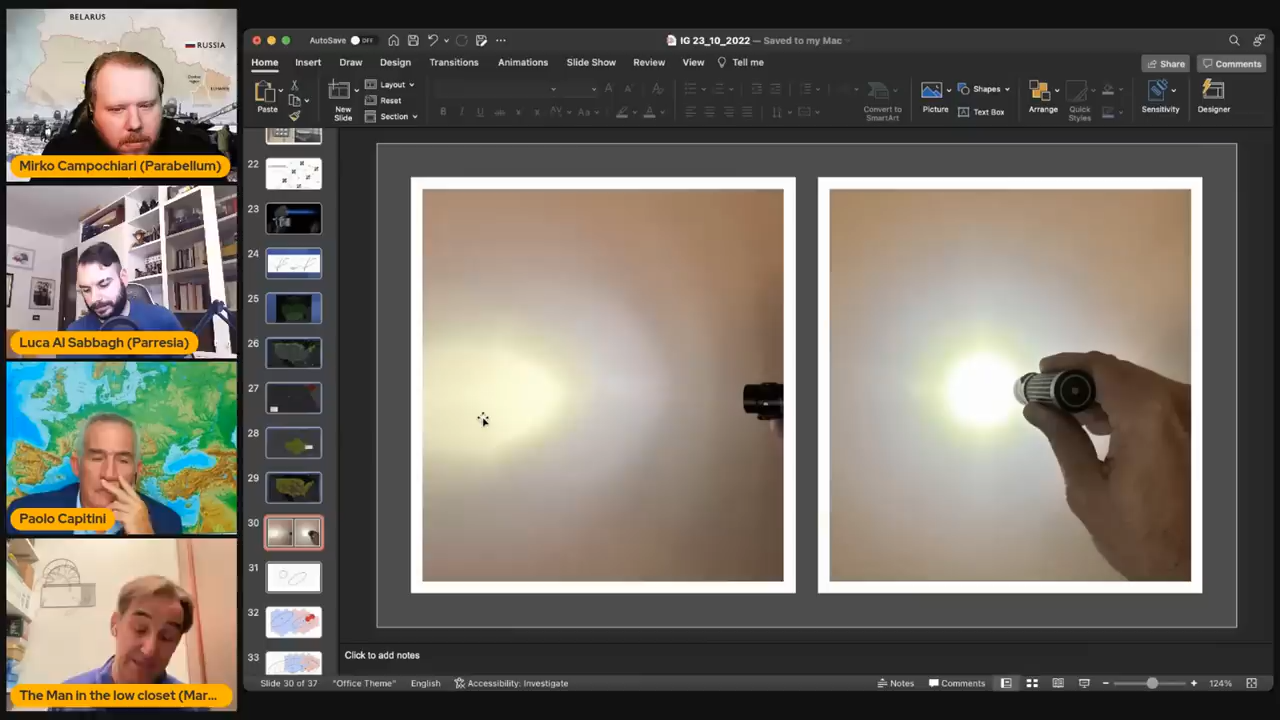 BELARUS
RUSSIA
Mirko Campochiari (Parabellum)
Luca Al Sabbagh (Parresia)
Paolo Capitini
The Man in the low closet (Mar...
AutoSave OFF
IG 23_10_2022 — Saved to my Mac
Home Insert Draw Design Transitions Animations Slide Show Review View Tell me
Share Comments
Paste
New
Slide
Layout
Reset
Section
Convert to
SmartArt
Picture
Shapes
Text Box
Arrange
Quick
Styles
Sensitivity
Designer
22
23
24
25
26
27
28
29
30
31
32
33
Click to add notes
Slide 30 of 37 "Office Theme" English Accessibility: Investigate Notes Comments 124%